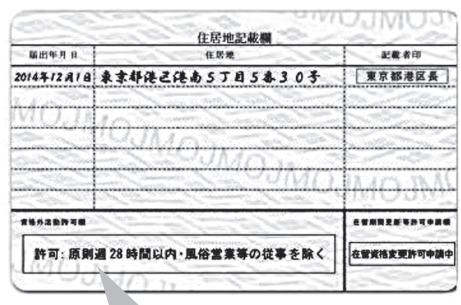 住居地記載欄
届出年月日 住居地 記載者印
2014年12月1日 東京都港区港南5丁目5番30号 東京都港区長
資格外活動許可欄 在留期間更新等許可申請欄
許可:原則週28時間以内・風俗営業等の従事を除く 在留資格変更許可申請中
MOJMOJMOJMOJMOJMOJM